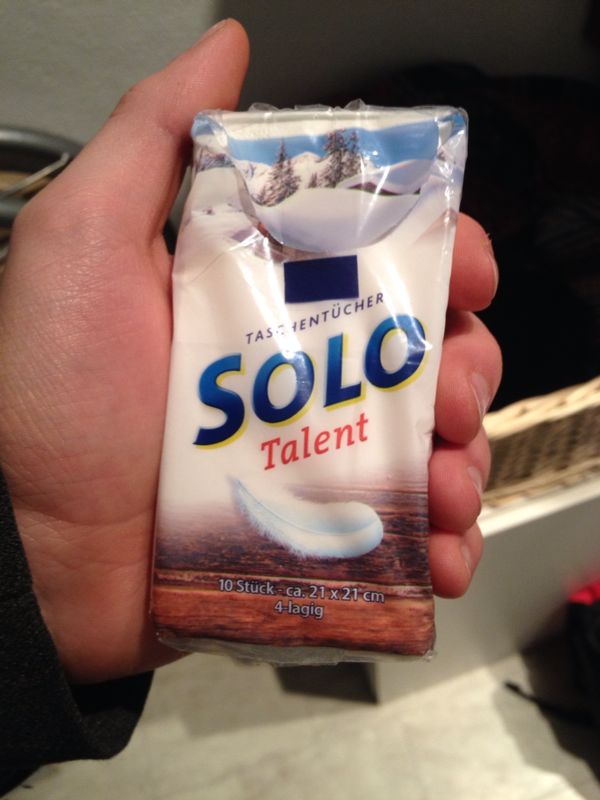 TASCHENTÜCHER
SOLO
Talent
10 Stück - ca. 21 x 21 cm
4-lagig